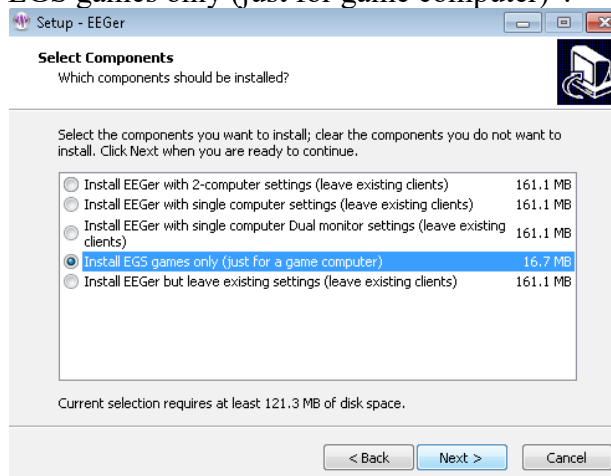 EGS games only (just for game computer)".
Setup - EEGer
Select Components
Which components should be installed?
Select the components you want to install; clear the components you do not want to
install. Click Next when you are ready to continue.
Install EEGer with 2-computer settings (leave existing clients) 161.1 MB
Install EEGer with single computer settings (leave existing clients) 161.1 MB
Install EEGer with single computer Dual monitor settings (leave existing
clients) 161.1 MB
Install EGS games only (just for a game computer) 16.7 MB
Install EEGer but leave existing settings (leave existing clients) 161.1 MB
Current selection requires at least 121.3 MB of disk space.
< Back Next > Cancel